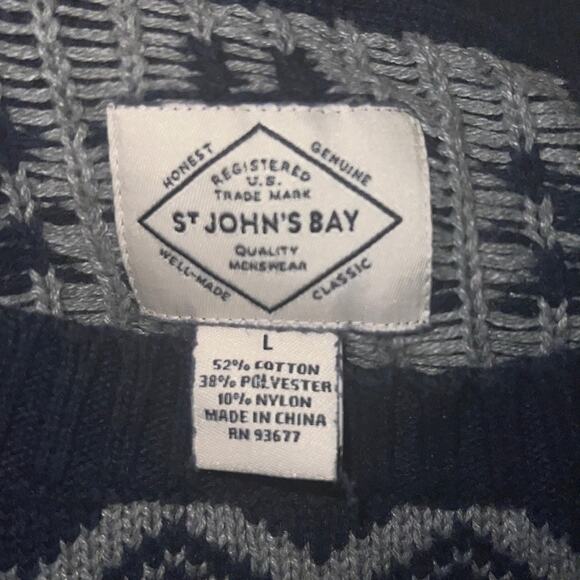 HONEST
GENUINE
REGISTERED
U.S.
TRADE MARK
ST JOHN'S BAY
QUALITY
MENSWEAR
WELL-MADE
CLASSIC
L
52% COTTON
38% POLYESTER
10% NYLON
MADE IN CHINA
RN 93677